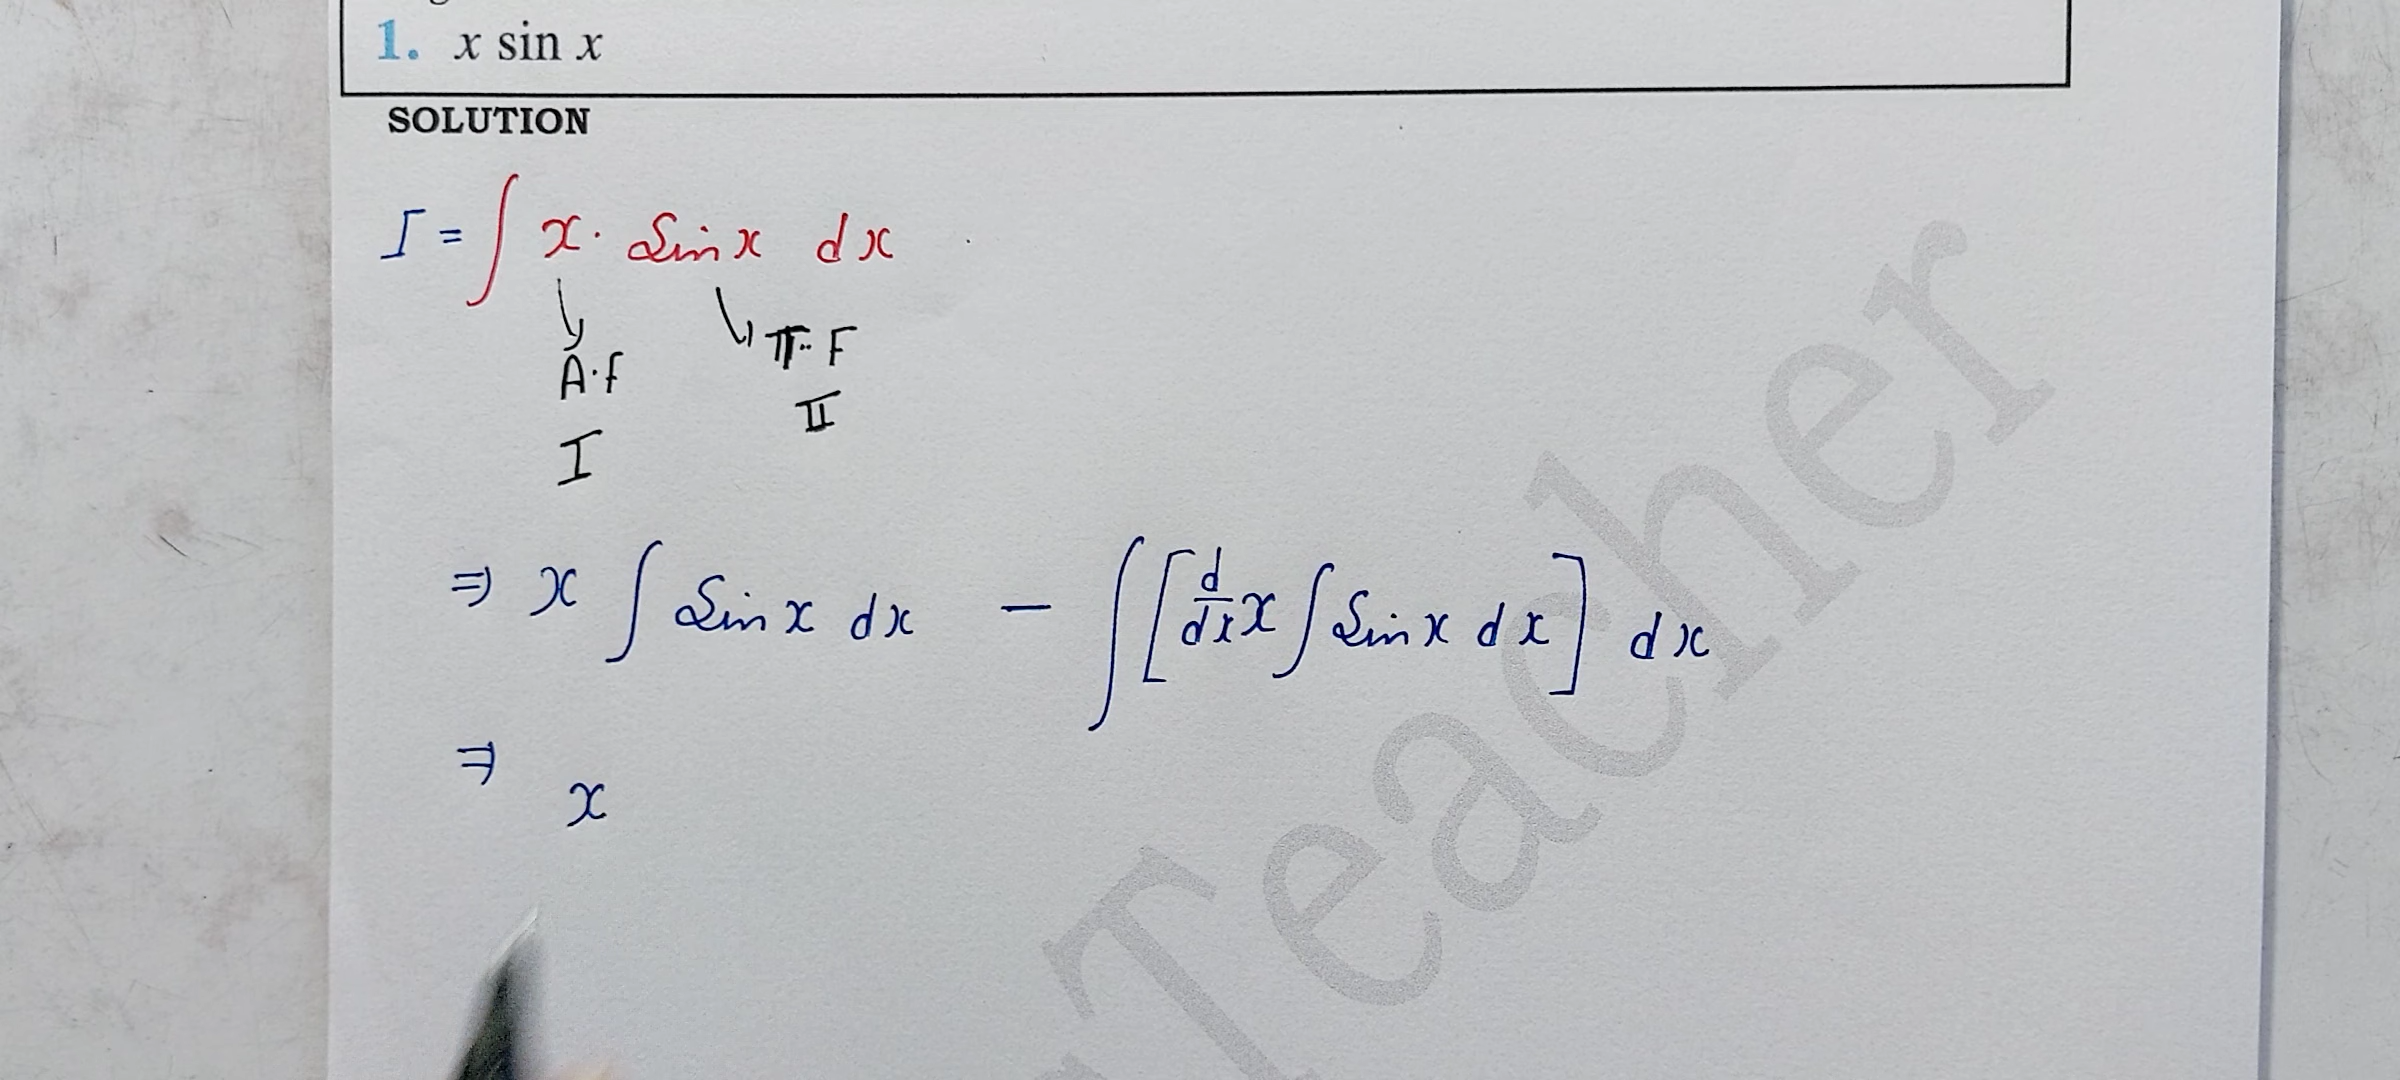 1. x sin x
SOLUTION
I = ∫ x · Sin x dx
A·f T·F
I II
⇒ x ∫ Sin x dx − ∫ [ d/dx x ∫ Sin x dx ] dx
⇒ x
Teacher